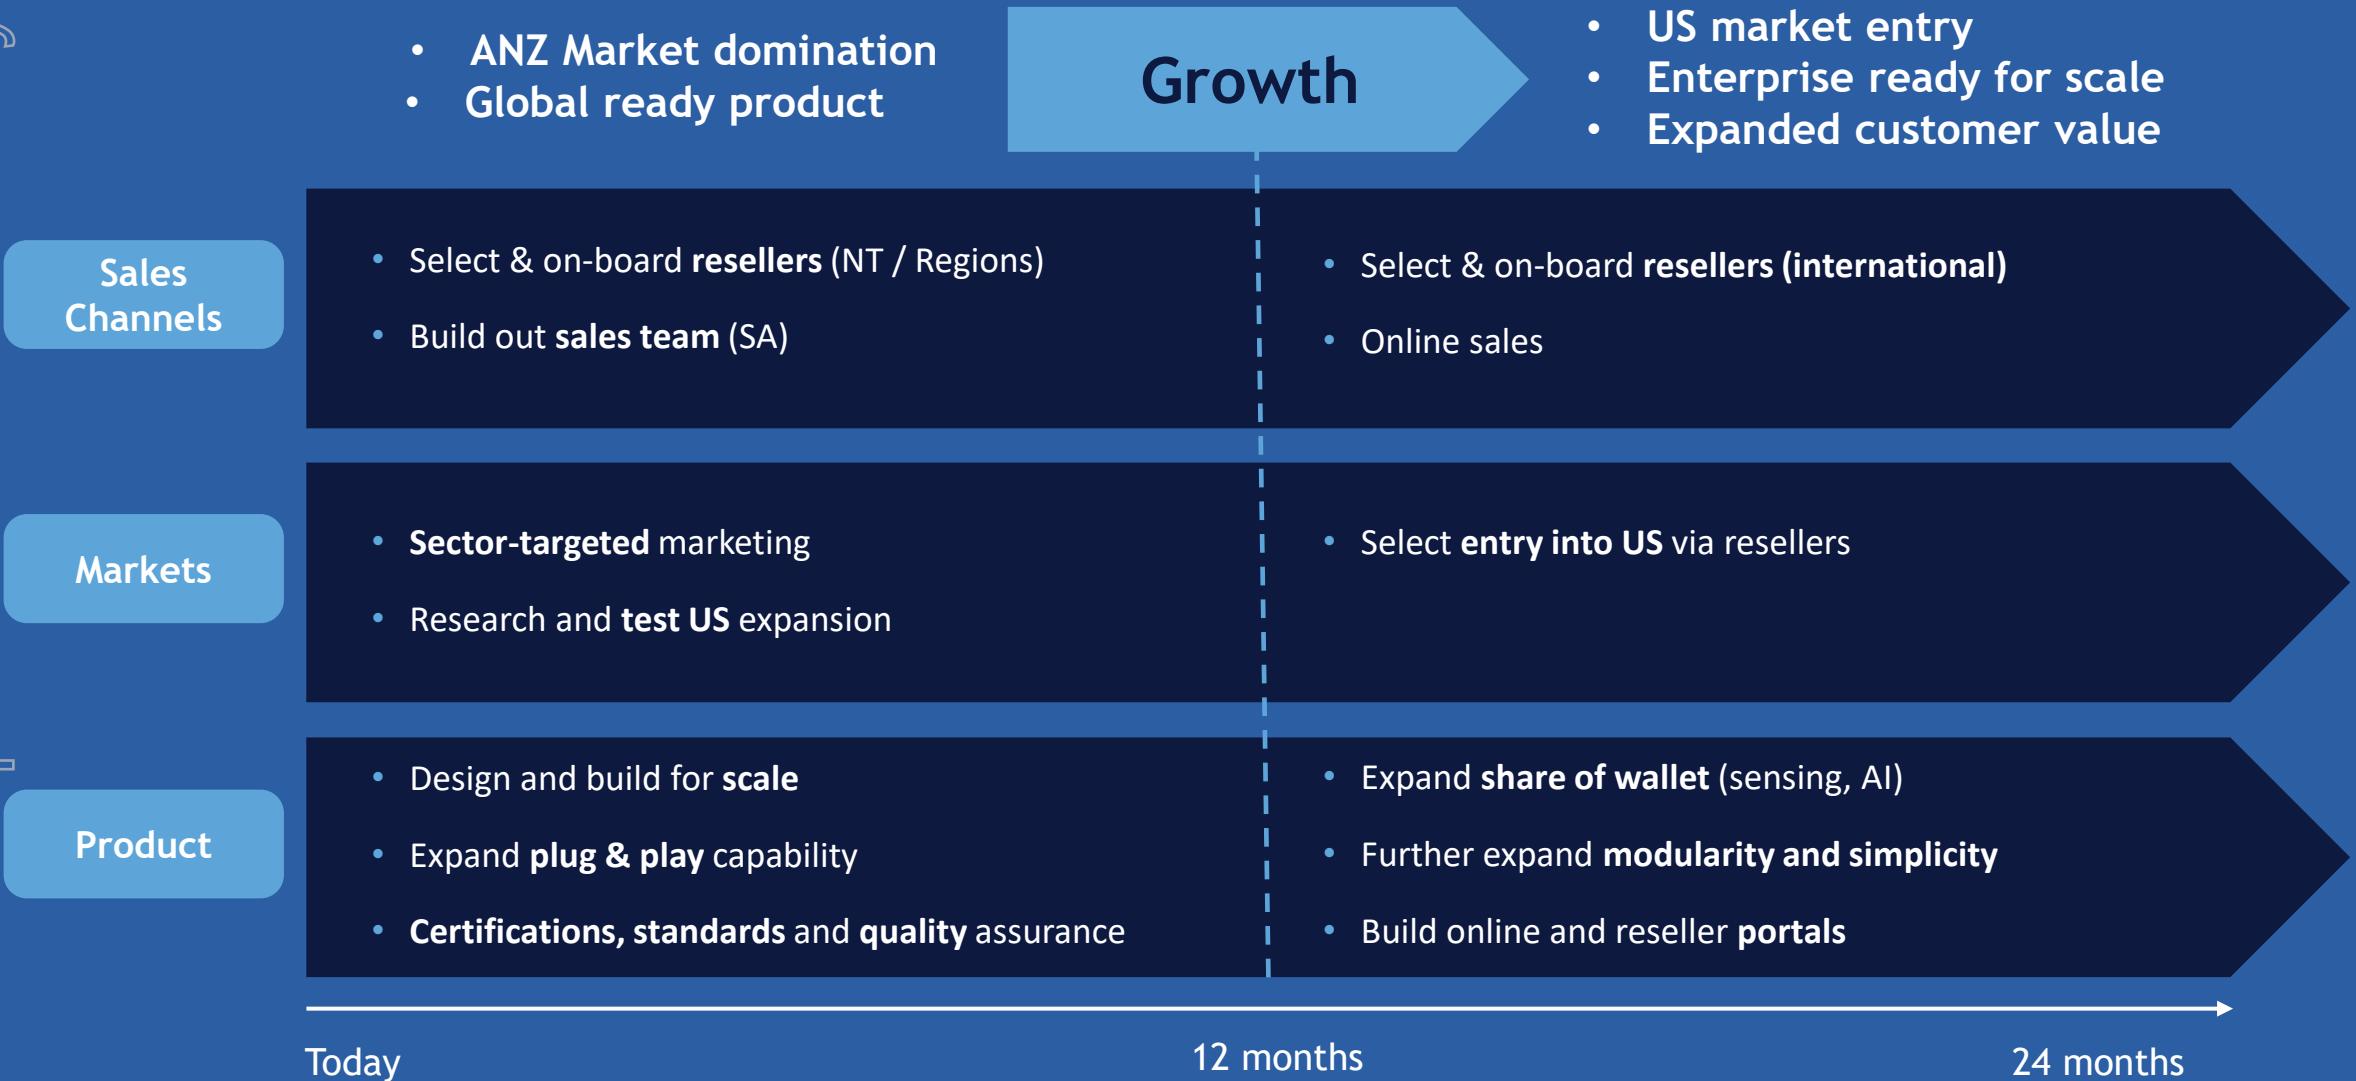 • ANZ Market domination
• Global ready product
Growth
• US market entry
• Enterprise ready for scale
• Expanded customer value
Sales
Channels
• Select & on-board resellers (NT / Regions)
• Build out sales team (SA)
• Select & on-board resellers (international)
• Online sales
Markets
• Sector-targeted marketing
• Research and test US expansion
• Select entry into US via resellers
Product
• Design and build for scale
• Expand plug & play capability
• Certifications, standards and quality assurance
• Expand share of wallet (sensing, AI)
• Further expand modularity and simplicity
• Build online and reseller portals
Today
12 months
24 months